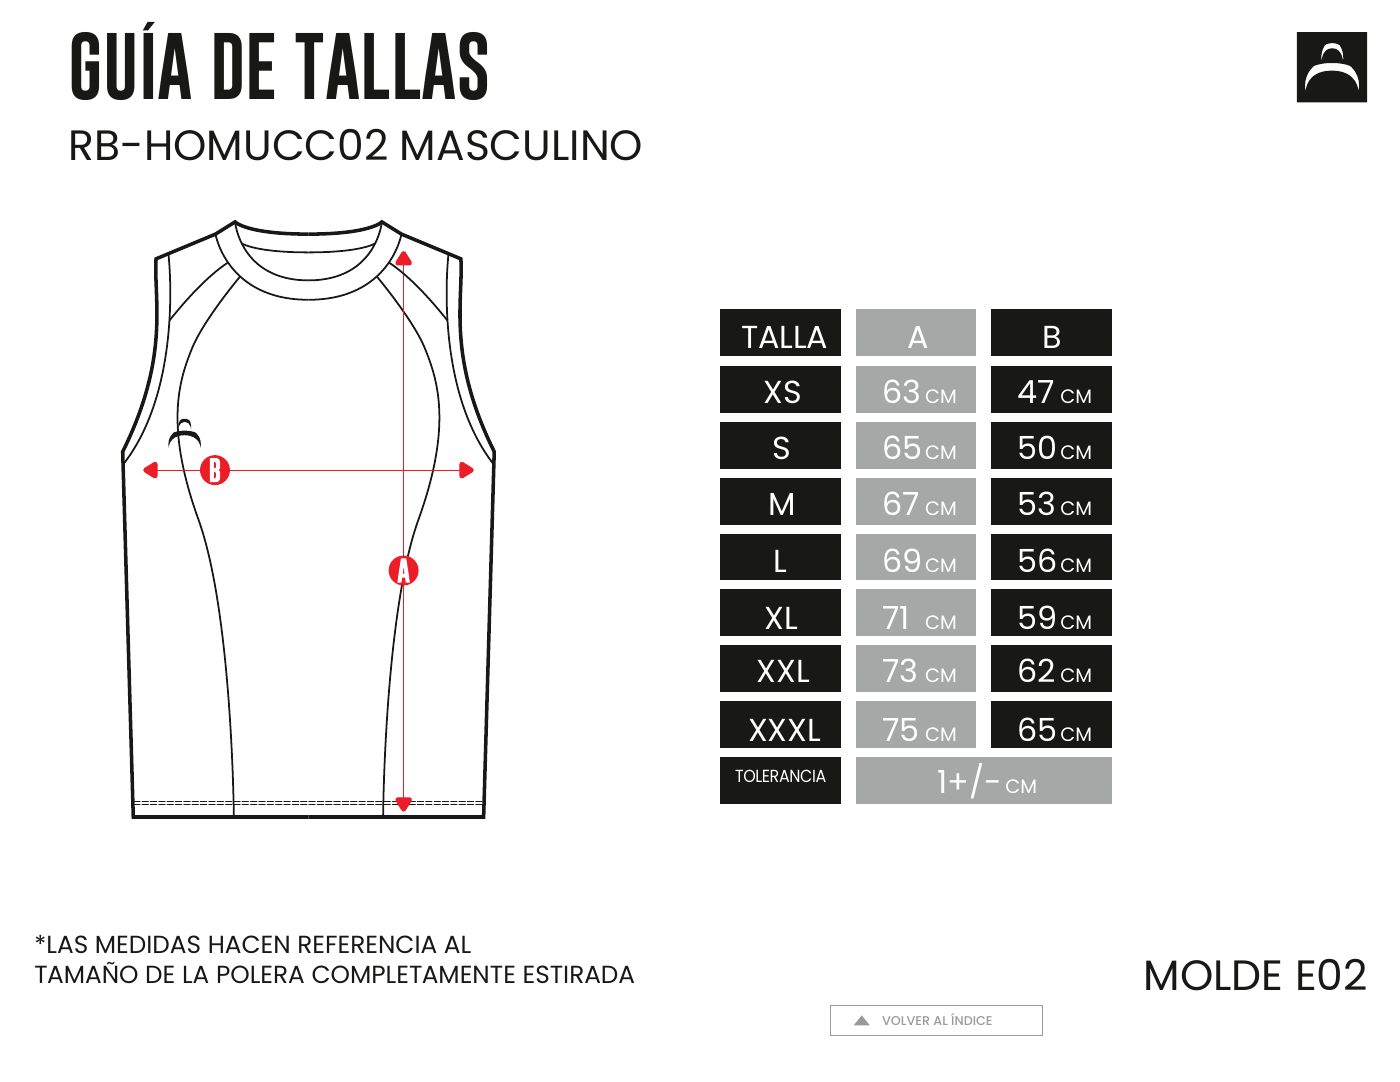 GUÍA DE TALLAS
RB-HOMUCC02 MASCULINO
B
A
TALLA A B
XS 63 CM 47 CM
S 65 CM 50 CM
M 67 CM 53 CM
L 69 CM 56 CM
XL 71 CM 59 CM
XXL 73 CM 62 CM
XXXL 75 CM 65 CM
TOLERANCIA 1+/- CM
*LAS MEDIDAS HACEN REFERENCIA AL
TAMAÑO DE LA POLERA COMPLETAMENTE ESTIRADA
MOLDE E02
VOLVER AL ÍNDICE